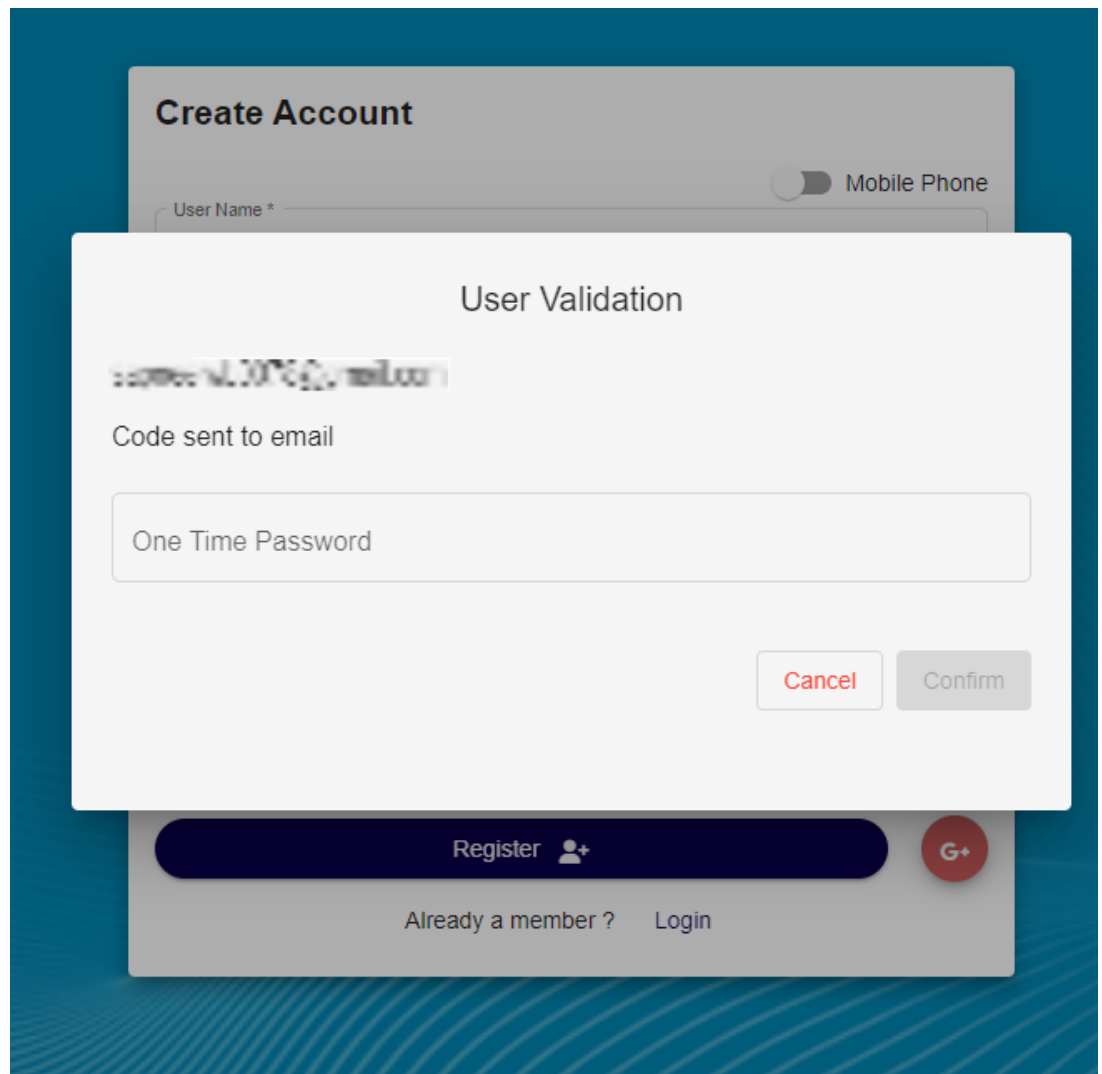 Create Account
Mobile Phone
User Name *
User Validation
Code sent to email
One Time Password
Cancel Confirm
Register
G+
Already a member ? Login